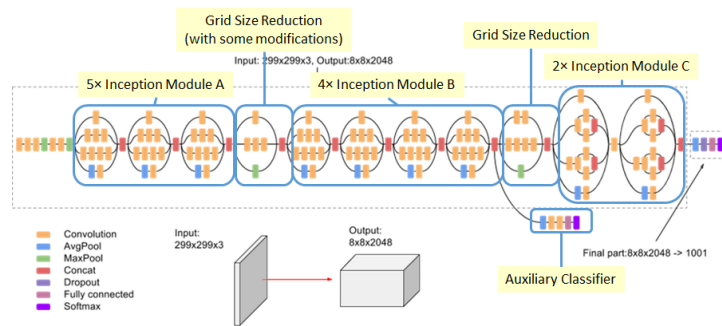 Grid Size Reduction
(with some modifications)
Grid Size Reduction
Input: 299x299x3, Output:8x8x2048
5× Inception Module A
4× Inception Module B
2× Inception Module C
Convolution
AvgPool
MaxPool
Concat
Dropout
Fully connected
Softmax
Input:
299x299x3
Output:
8x8x2048
Auxiliary Classifier
Final part:8x8x2048 -> 1001